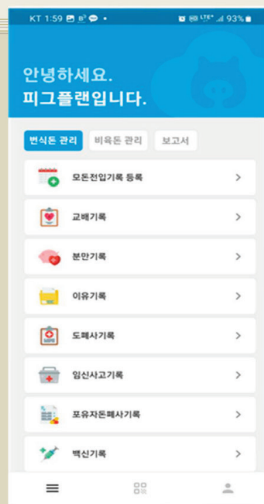 KT 1:59
LTE+ 93%
안녕하세요.
피그플랜입니다.
번식돈 관리 비육돈 관리 보고서
모돈전입기록 등록
교배기록
분만기록
이유기록
도폐사기록
임신사고기록
포유자돈폐사기록
백신기록